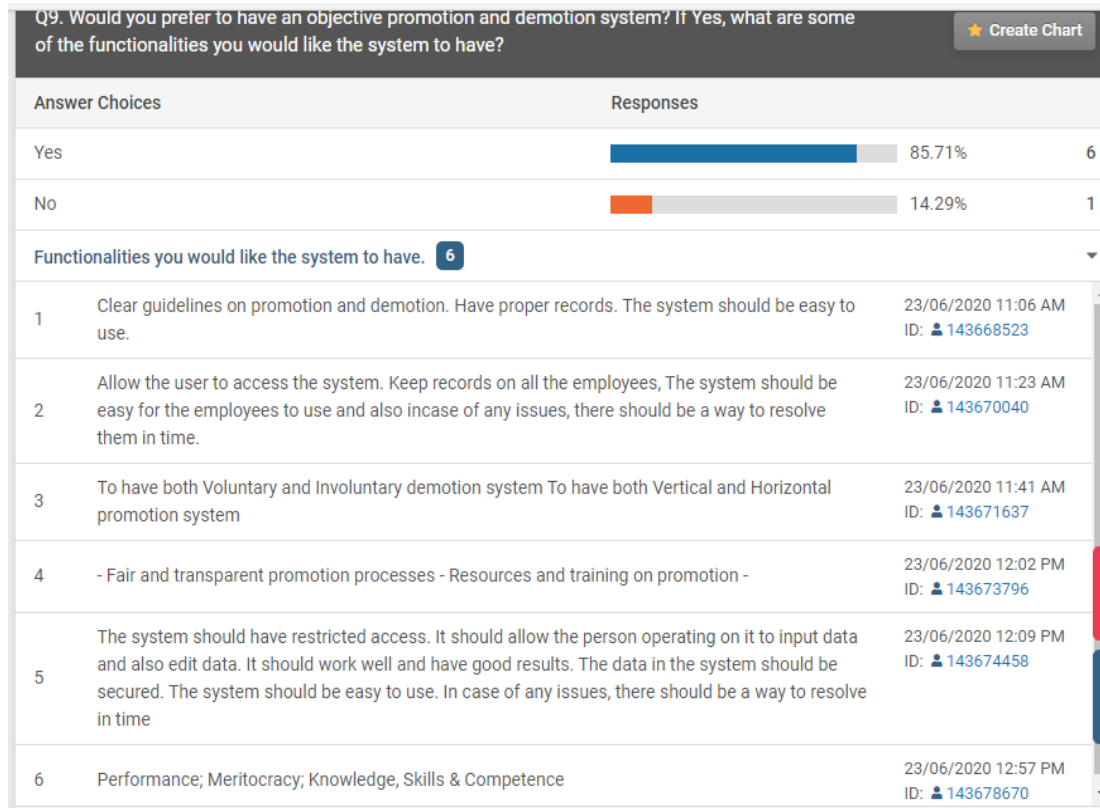 Q9. Would you prefer to have an objective promotion and demotion system? If Yes, what are some
of the functionalities you would like the system to have?
Create Chart
Answer Choices Responses
Yes 85.71% 6
No 14.29% 1
Functionalities you would like the system to have. 6
1
Clear guidelines on promotion and demotion. Have proper records. The system should be easy to
use.
23/06/2020 11:06 AM
ID: 143668523
2
Allow the user to access the system. Keep records on all the employees, The system should be
easy for the employees to use and also incase of any issues, there should be a way to resolve
them in time.
23/06/2020 11:23 AM
ID: 143670040
3
To have both Voluntary and Involuntary demotion system To have both Vertical and Horizontal
promotion system
23/06/2020 11:41 AM
ID: 143671637
4
- Fair and transparent promotion processes - Resources and training on promotion -
23/06/2020 12:02 PM
ID: 143673796
5
The system should have restricted access. It should allow the person operating on it to input data
and also edit data. It should work well and have good results. The data in the system should be
secured. The system should be easy to use. In case of any issues, there should be a way to resolve
in time
23/06/2020 12:09 PM
ID: 143674458
6
Performance; Meritocracy; Knowledge, Skills & Competence
23/06/2020 12:57 PM
ID: 143678670